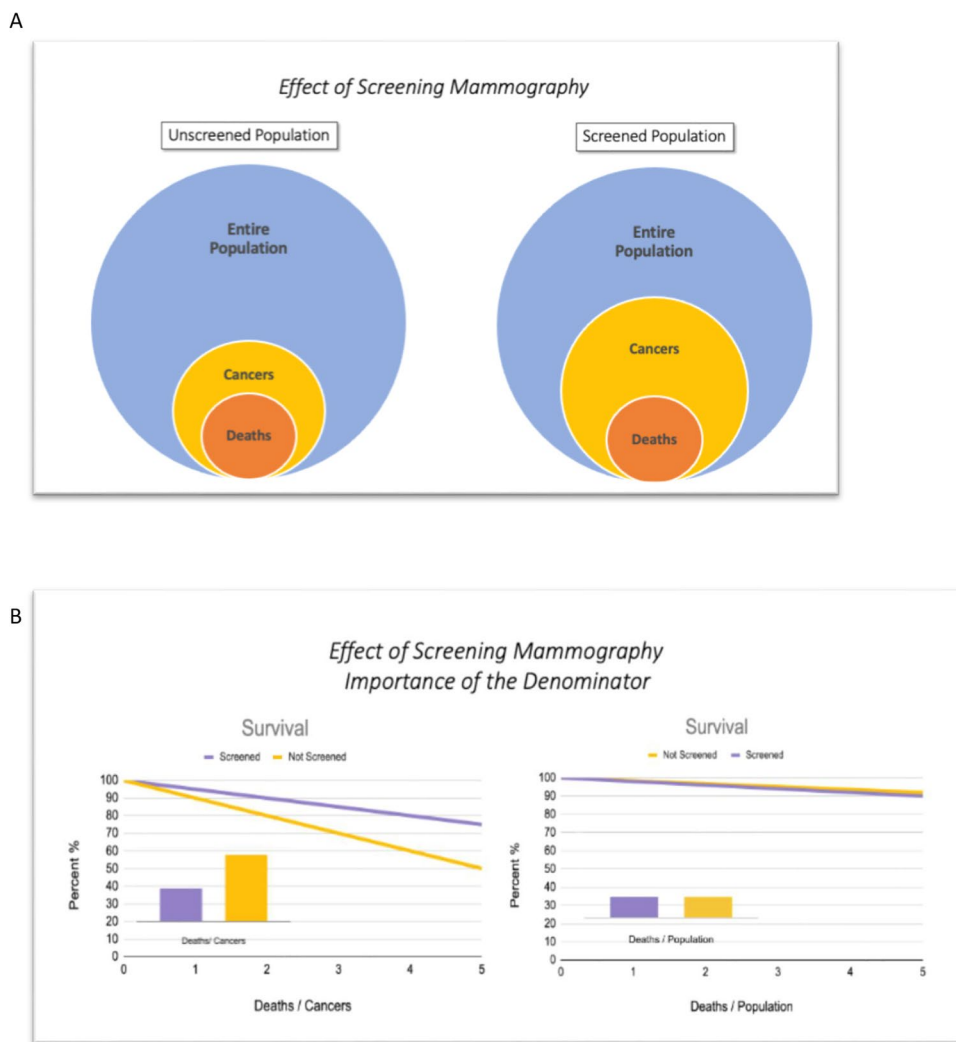 A
Effect of Screening Mammography
Unscreened Population
Screened Population
Entire
Population
Cancers
Deaths
Entire
Population
Cancers
Deaths
B
Effect of Screening Mammography
Importance of the Denominator
Survival
Screened
Not Screened
100
90
80
70
60
50
40
30
20
10
0
Percent %
Deaths/ Cancers
0 1 2 3 4 5
Deaths / Cancers
Survival
Not Screened
Screened
100
90
80
70
60
50
40
30
20
10
0
Percent %
Deaths / Population
0 1 2 3 4 5
Deaths / Population